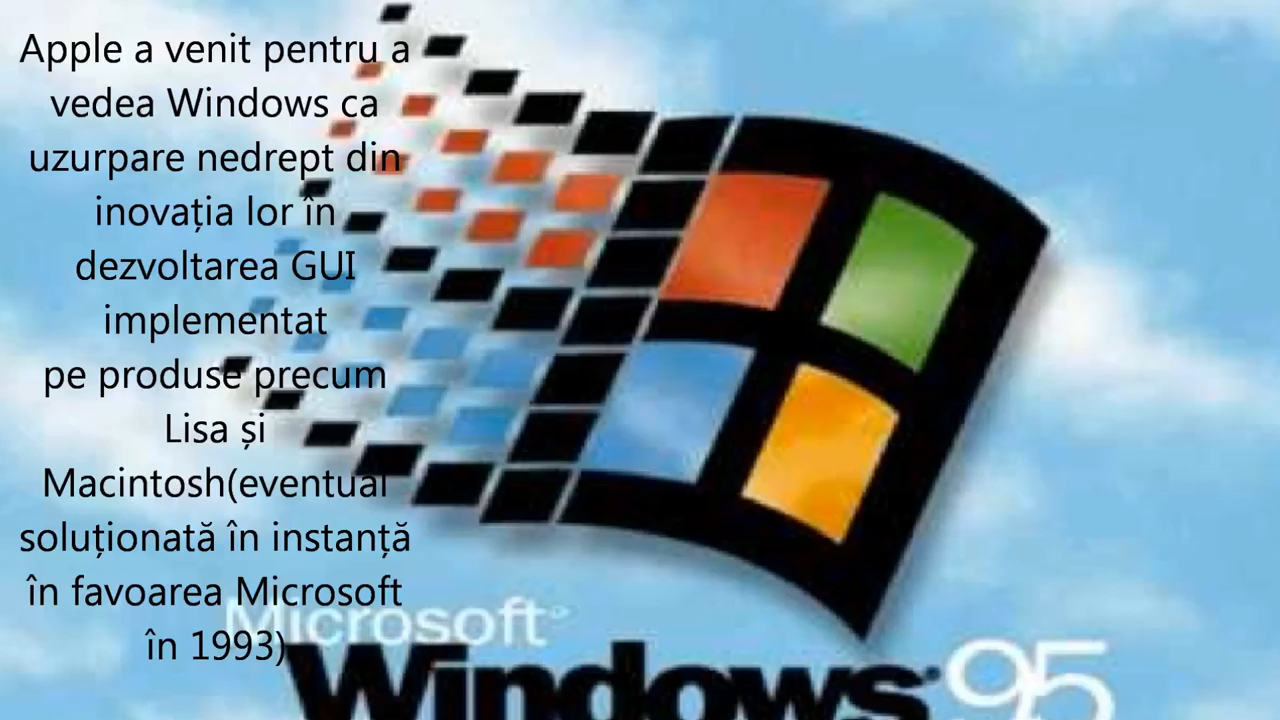 Apple a venit pentru a
vedea Windows ca
uzurpare nedrept din
inovația lor în
dezvoltarea GUI
implementat
pe produse precum
Lisa și
Macintosh(eventual
soluționată în instanță
în favoarea Microsoft
în 1993)
Microsoft®
Windows 95